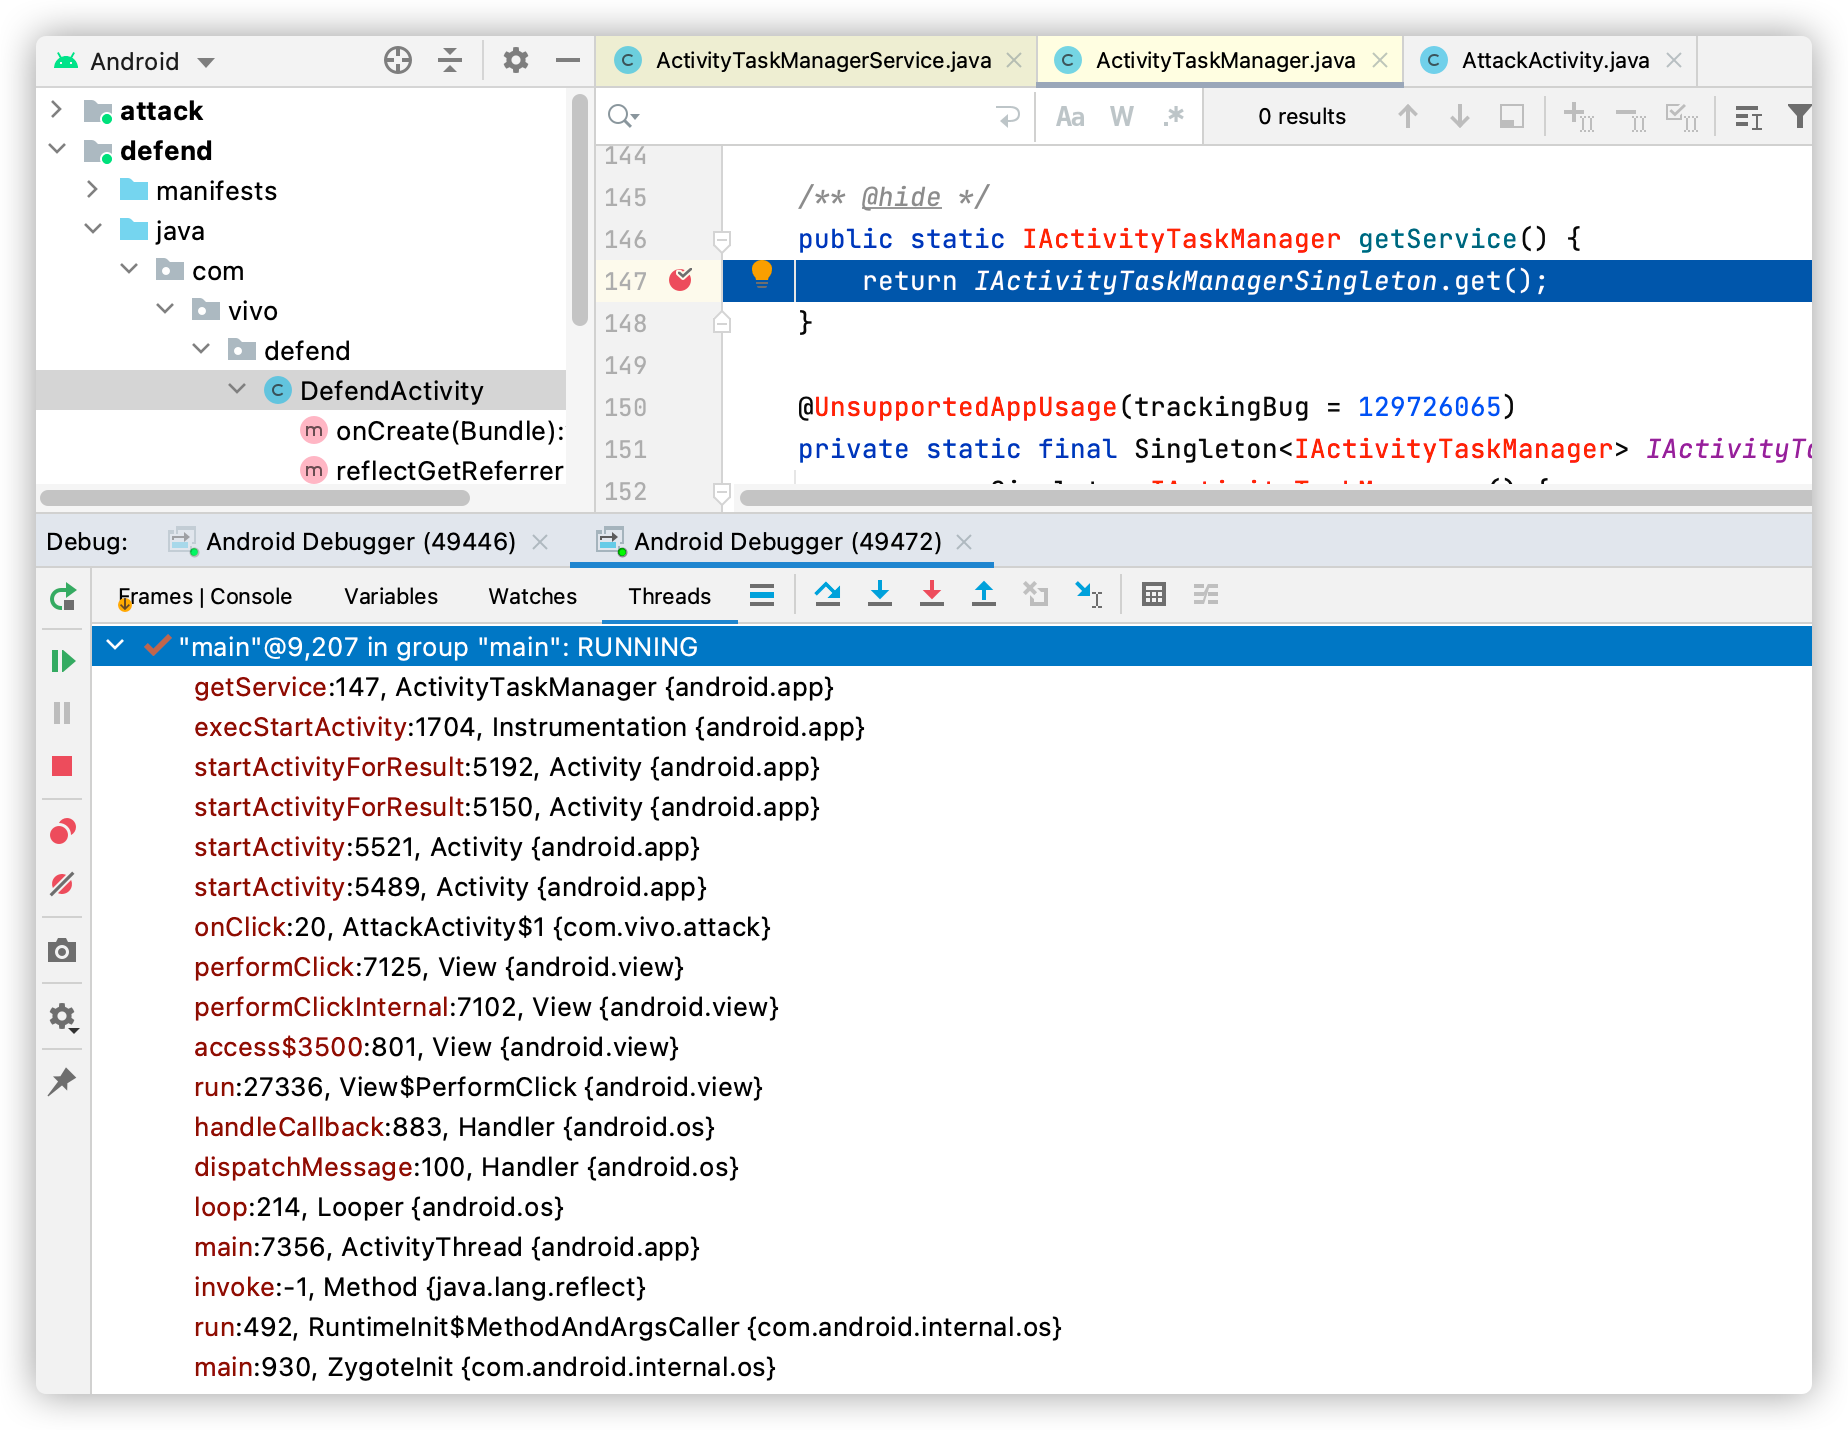 Android
ActivityTaskManagerService.java
ActivityTaskManager.java
AttackActivity.java
attack
defend
manifests
java
com
vivo
defend
DefendActivity
onCreate(Bundle):
reflectGetReferrer
Aa W .*
0 results
144
145 /** @hide */
146 public static IActivityTaskManager getService() {
147 return IActivityTaskManagerSingleton.get();
148 }
149
150 @UnsupportedAppUsage(trackingBug = 129726065)
151 private static final Singleton<IActivityTaskManager> IActivityTa
152
Debug:
Android Debugger (49446)
Android Debugger (49472)
Frames | Console
Variables
Watches
Threads
"main"@9,207 in group "main": RUNNING
getService:147, ActivityTaskManager {android.app}
execStartActivity:1704, Instrumentation {android.app}
startActivityForResult:5192, Activity {android.app}
startActivityForResult:5150, Activity {android.app}
startActivity:5521, Activity {android.app}
startActivity:5489, Activity {android.app}
onClick:20, AttackActivity$1 {com.vivo.attack}
performClick:7125, View {android.view}
performClickInternal:7102, View {android.view}
access$3500:801, View {android.view}
run:27336, View$PerformClick {android.view}
handleCallback:883, Handler {android.os}
dispatchMessage:100, Handler {android.os}
loop:214, Looper {android.os}
main:7356, ActivityThread {android.app}
invoke:-1, Method {java.lang.reflect}
run:492, RuntimeInit$MethodAndArgsCaller {com.android.internal.os}
main:930, ZygoteInit {com.android.internal.os}